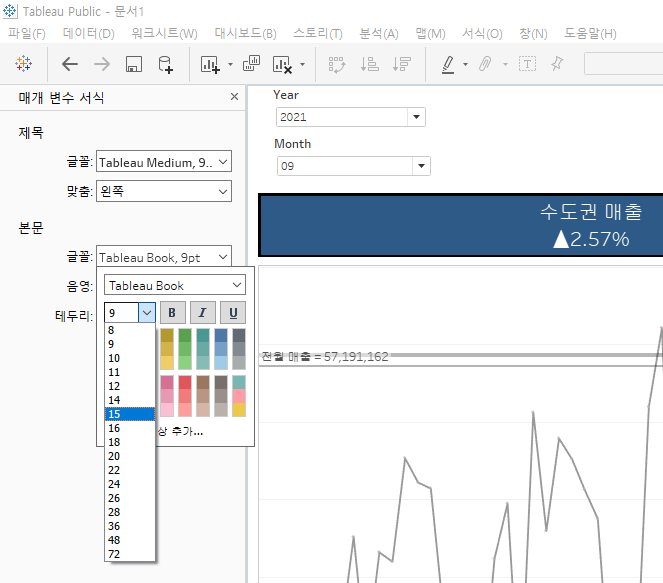 Tableau Public - 문서1
파일(F) 데이터(D) 워크시트(W) 대시보드(B) 스토리(T) 분석(A) 맵(M) 서식(O) 창(N) 도움말(H)
매개 변수 서식
제목
글꼴: Tableau Medium, 9..
맞춤: 왼쪽
본문
글꼴: Tableau Book, 9pt
음영: Tableau Book
테두리: 9 B I U
8
9
10
11
12
14
15
16
18
20
22
24
26
28
36
48
72
상 추가...
Year
2021
Month
09
수도권 매출
▲2.57%
전월 매출 = 57,191,162